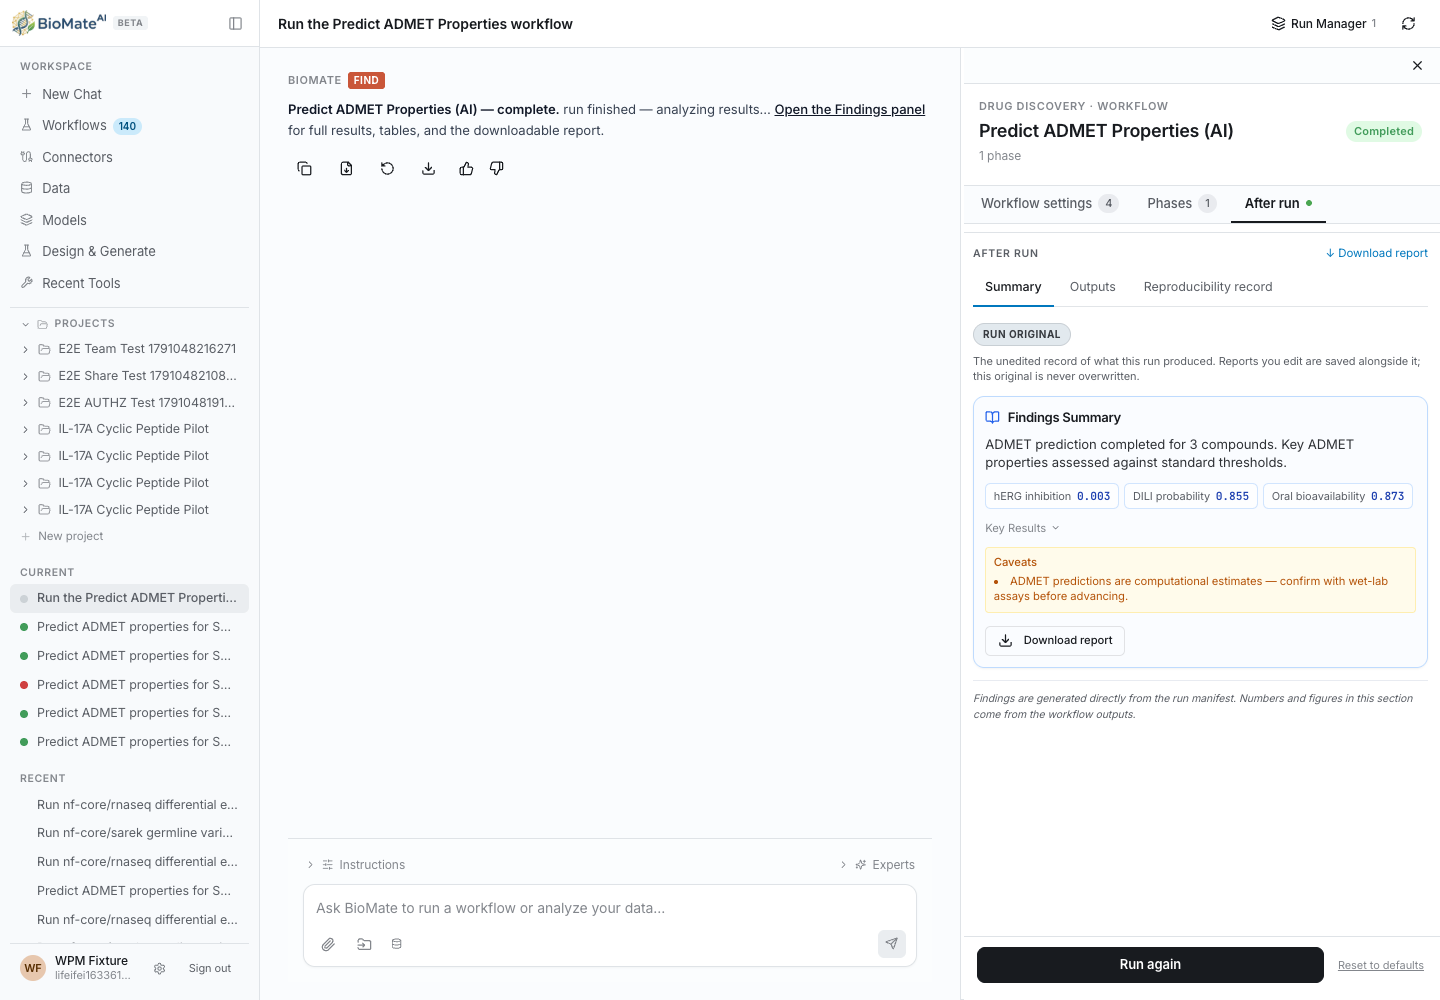 BioMate AI BETA
WORKSPACE
New Chat
Workflows 140
Connectors
Data
Models
Design & Generate
Recent Tools
PROJECTS
E2E Team Test 1791048216271
E2E Share Test 17910482108...
E2E AUTHZ Test 1791048191...
IL-17A Cyclic Peptide Pilot
IL-17A Cyclic Peptide Pilot
IL-17A Cyclic Peptide Pilot
IL-17A Cyclic Peptide Pilot
New project
CURRENT
Run the Predict ADMET Properti...
Predict ADMET properties for S...
Predict ADMET properties for S...
Predict ADMET properties for S...
Predict ADMET properties for S...
Predict ADMET properties for S...
RECENT
Run nf-core/rnaseq differential e...
Run nf-core/sarek germline vari...
Run nf-core/rnaseq differential e...
Predict ADMET properties for S...
Run nf-core/rnaseq differential e...
WF
WPM Fixture
lifeifei163361...
Sign out
Run the Predict ADMET Properties workflow
Run Manager 1
BIOMATE FIND
Predict ADMET Properties (AI) — complete. run finished — analyzing results... Open the Findings panel
for full results, tables, and the downloadable report.
Instructions
Experts
Ask BioMate to run a workflow or analyze your data...
DRUG DISCOVERY · WORKFLOW
Predict ADMET Properties (AI)
Completed
1 phase
Workflow settings 4
Phases 1
After run
AFTER RUN
↓ Download report
Summary
Outputs
Reproducibility record
RUN ORIGINAL
The unedited record of what this run produced. Reports you edit are saved alongside it;
this original is never overwritten.
Findings Summary
ADMET prediction completed for 3 compounds. Key ADMET
properties assessed against standard thresholds.
hERG inhibition 0.003
DILI probability 0.855
Oral bioavailability 0.873
Key Results
Caveats
• ADMET predictions are computational estimates — confirm with wet-lab
assays before advancing.
Download report
Findings are generated directly from the run manifest. Numbers and figures in this section
come from the workflow outputs.
Run again
Reset to defaults